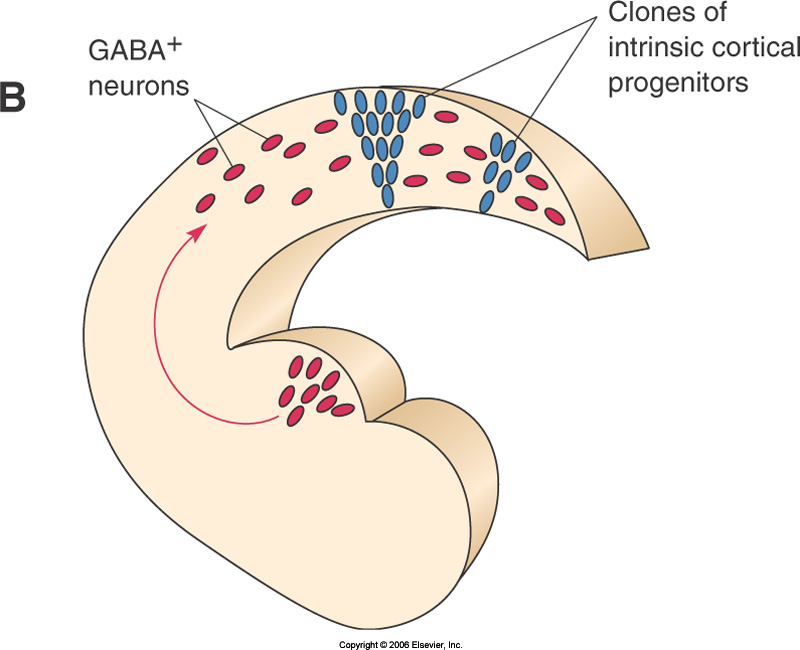 B
GABA+
neurons
Clones of
intrinsic cortical
progenitors
Copyright © 2006 Elsevier, Inc.